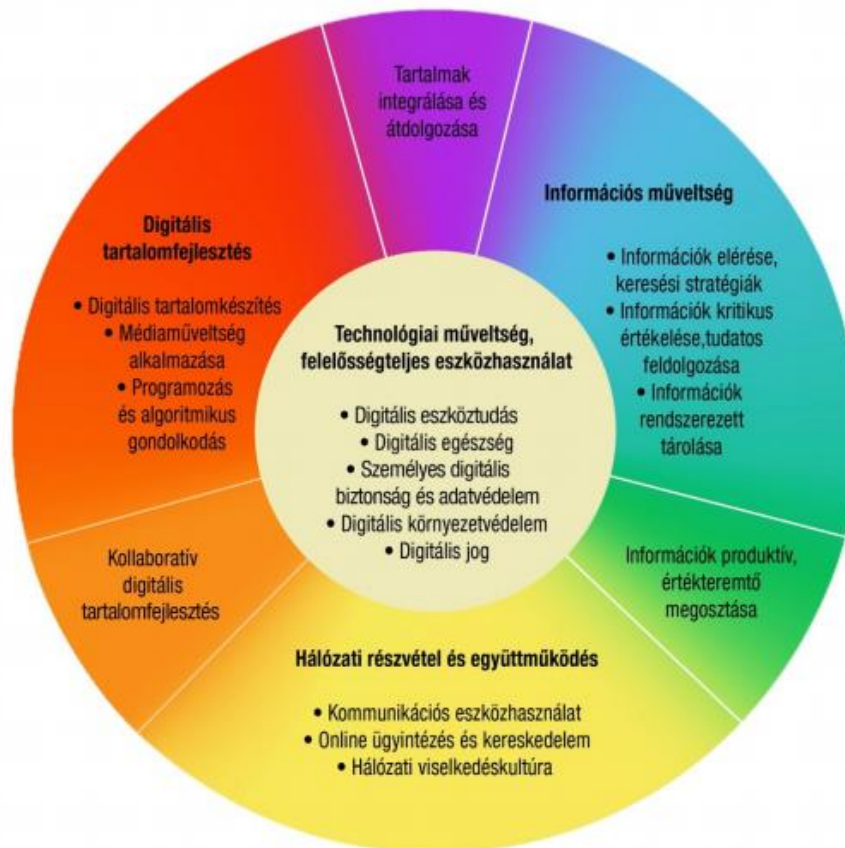 Tartalmak
integrálása és
átdolgozása
Információs műveltség
• Információk elérése,
keresési stratégiák
• Információk kritikus
értékelése,tudatos
feldolgozása
• Információk
rendszerezett
tárolása
Digitális
tartalomfejlesztés
• Digitális tartalomkészítés
• Médiaműveltség
alkalmazása
• Programozás
és algoritmikus
gondolkodás
Technológiai műveltség,
felelősségteljes eszközhasználat
• Digitális eszköztudás
• Digitális egészség
• Személyes digitális
biztonság és adatvédelem
• Digitális környezetvédelem
• Digitális jog
Kollaboratív
digitális
tartalomfejlesztés
Információk produktív,
értékteremtő
megosztása
Hálózati részvétel és együttműködés
• Kommunikációs eszközhasználat
• Online ügyintézés és kereskedelem
• Hálózati viselkedéskultúra